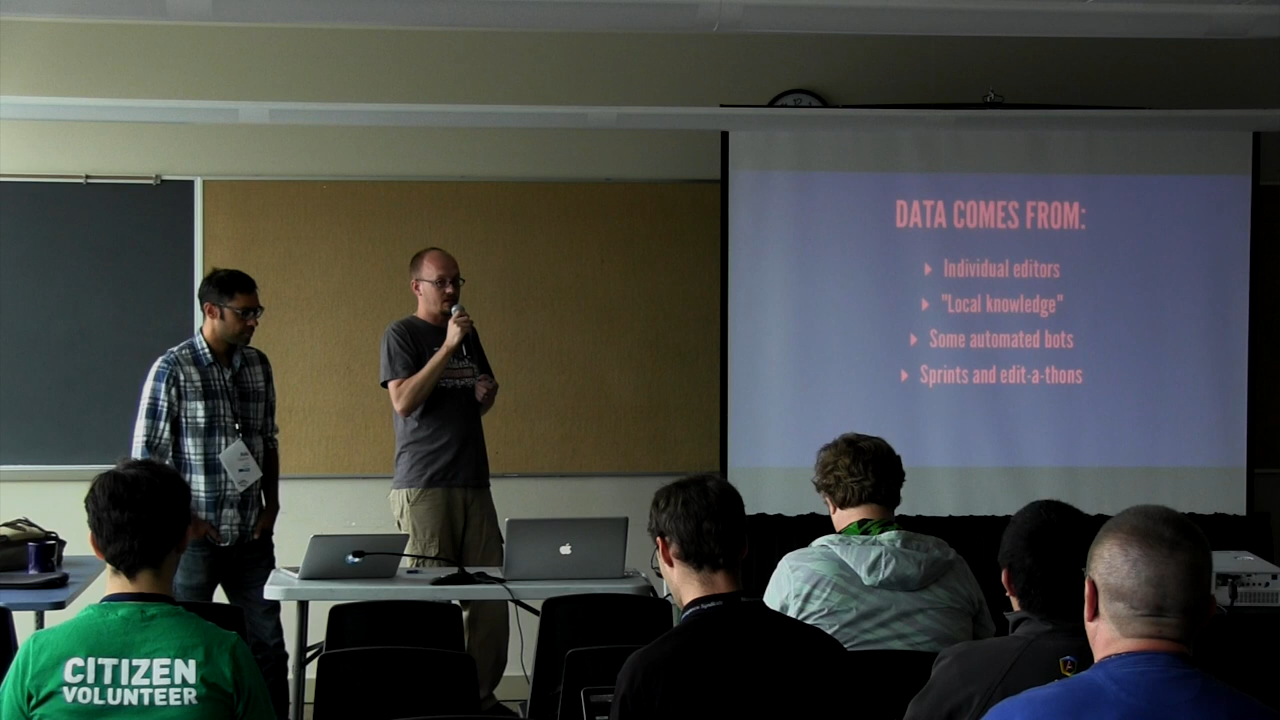 DATA COMES FROM:
Individual editors
"Local knowledge"
Some automated bots
Sprints and edit-a-thons
CITIZEN
VOLUNTEER